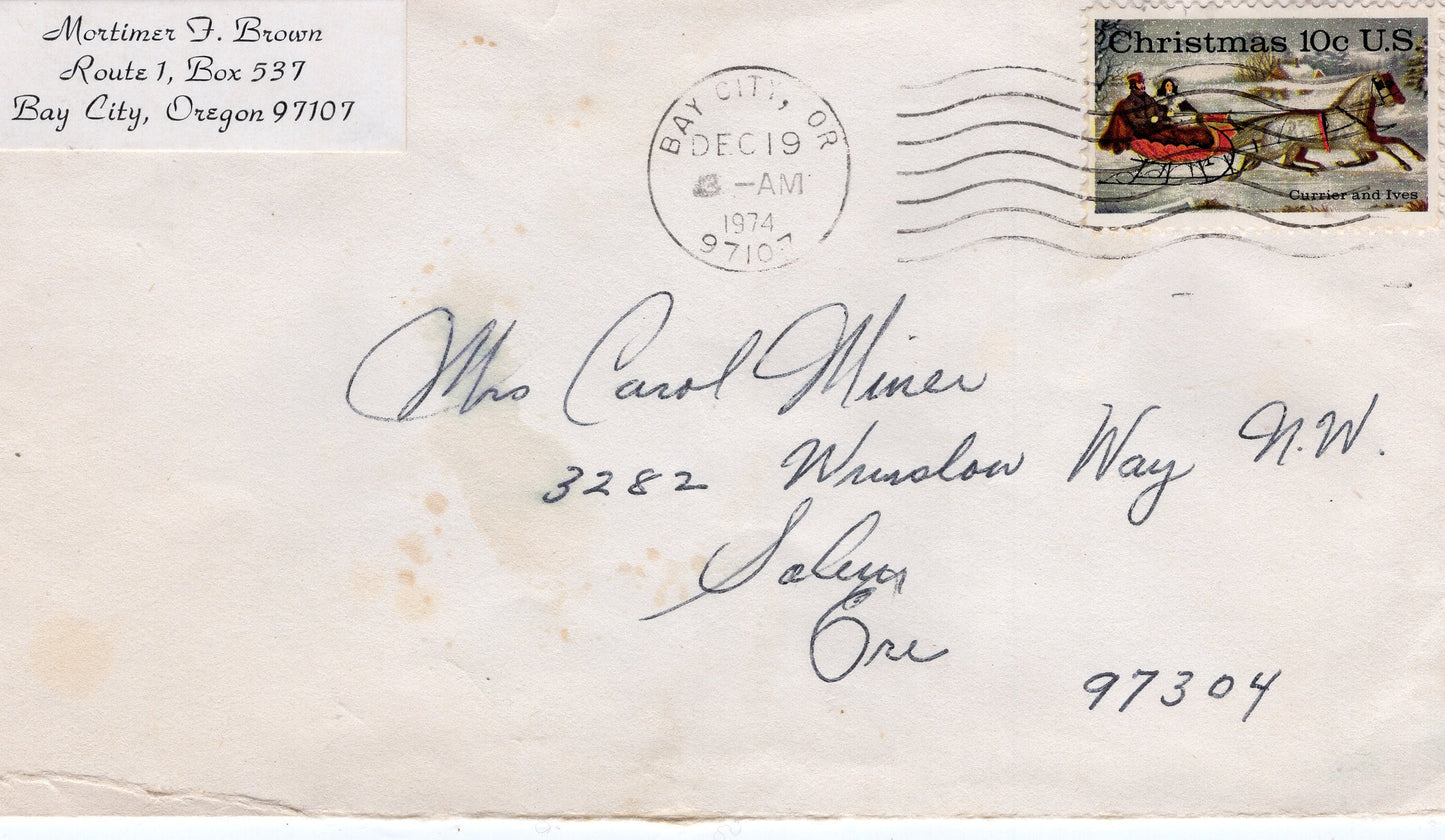 Mortimer F. Brown
Route 1, Box 537
Bay City, Oregon 97107
BAY CITY, OR
DEC 19
-AM
1974
97107
Christmas 10c U.S.
Currier and Ives
Mrs Carol Miner
3282 Winslow Way N.W.
Salem
Ore
97304